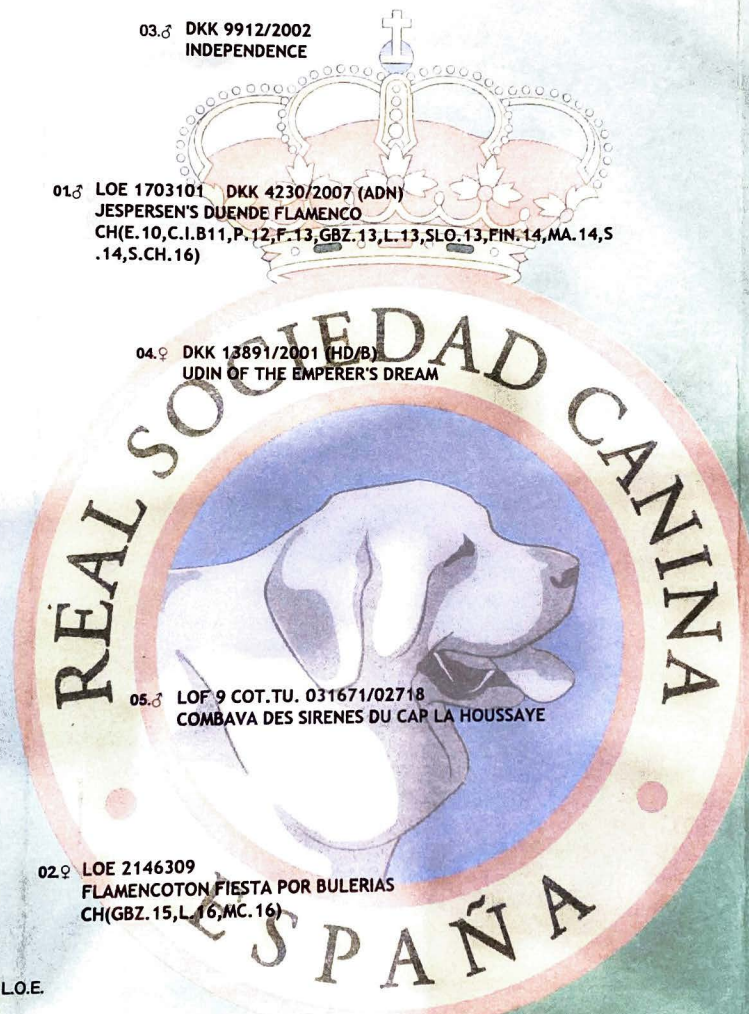 03.♂ DKK 9912/2002
INDEPENDENCE
01.♂ LOE 1703101 DKK 4230/2007 (ADN)
JESPERSEN'S DUENDE FLAMENCO
CH(E.10,C.I.B11,P.12,F.13,GBZ.13,L.13,SLO.13,FIN.14,MA.14,S
.14,S.CH.16)
04.♀ DKK 13891/2001 (HD/B)
UDIN OF THE EMPERER'S DREAM
REAL SOCIEDAD CANINA
05.♂ LOF 9 COT.TU. 031671/02718
COMBAVA DES SIRENES DU CAP LA HOUSSAYE
02.♀ LOE 2146309
FLAMENCOTON FIESTA POR BULERIAS
CH(GBZ.15,L.16,MC.16)
ESPAÑA
L.O.E.